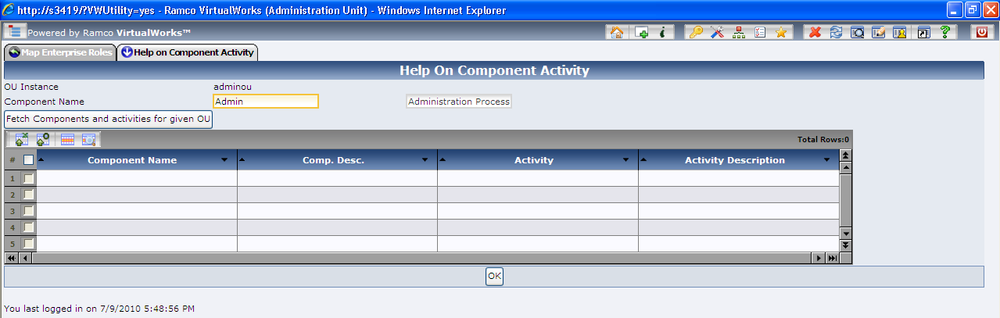 http://s3419/?VWUtility=yes - Ramco VirtualWorks (Administration Unit) - Windows Internet Explorer
Powered by Ramco VirtualWorks™
Map Enterprise Roles Help on Component Activity
Help On Component Activity
OU Instance adminou
Component Name Admin Administration Process
Fetch Components and activities for given OU
Total Rows:0
# Component Name Comp. Desc. Activity Activity Description
1
2
3
4
5
OK
You last logged in on 7/9/2010 5:48:56 PM